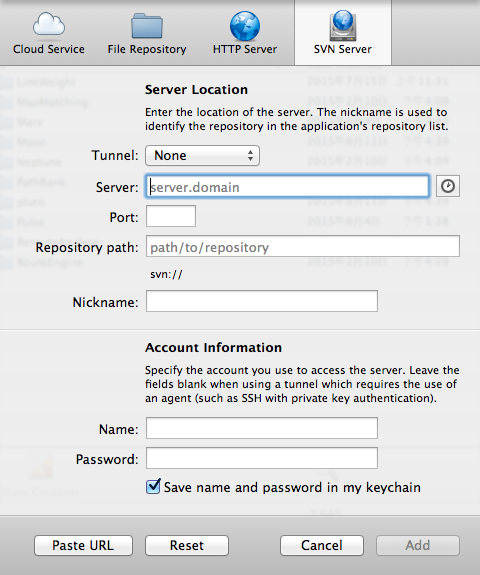 Cloud Service File Repository HTTP Server SVN Server
Server Location
Enter the location of the server. The nickname is used to
identify the repository in the application's repository list.
Tunnel: None
Server: server.domain
Port:
Repository path: path/to/repository
svn://
Nickname:
Account Information
Specify the account you use to access the server. Leave the
fields blank when using a tunnel which requires the use of
an agent (such as SSH with private key authentication).
Name:
Password:
Save name and password in my keychain
Paste URL Reset Cancel Add